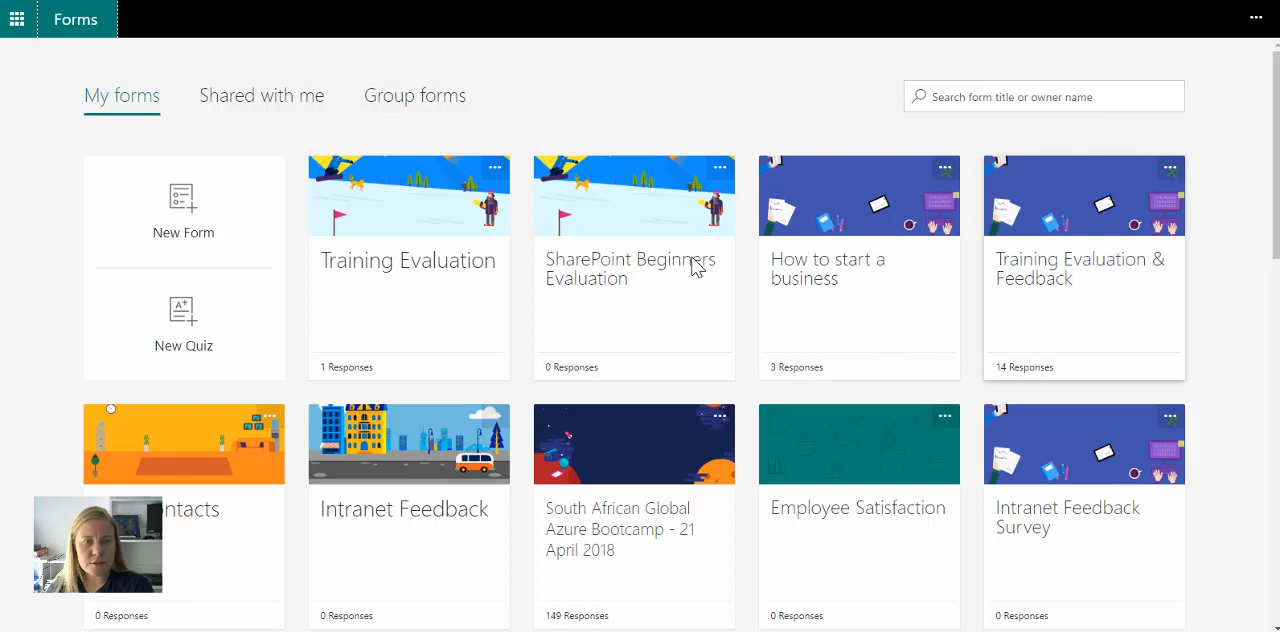 Forms
My forms
Shared with me
Group forms
Search form title or owner name
New Form
New Quiz
Training Evaluation
1 Responses
SharePoint Beginners
Evaluation
0 Responses
How to start a
business
3 Responses
Training Evaluation &
Feedback
14 Responses
ntacts
0 Responses
Intranet Feedback
0 Responses
South African Global
Azure Bootcamp - 21
April 2018
149 Responses
Employee Satisfaction
0 Responses
Intranet Feedback
Survey
0 Responses